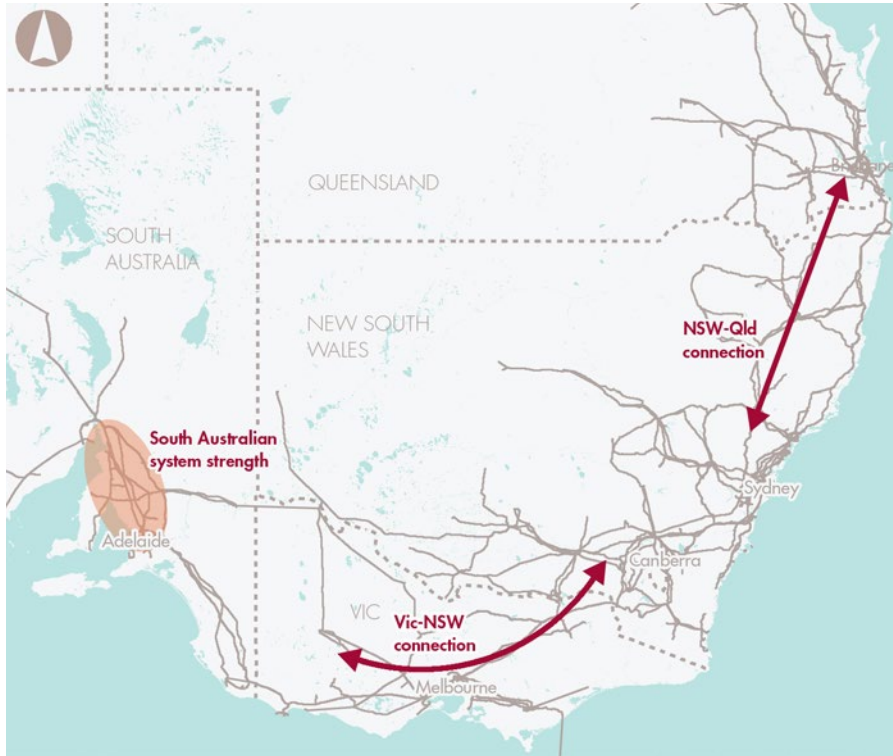 Brisbane
QUEENSLAND
SOUTH
AUSTRALIA
NEW SOUTH
WALES
NSW-Qld
connection
South Australian
system strength
Sydney
Adelaide
Canberra
VIC
Vic-NSW
connection
Melbourne